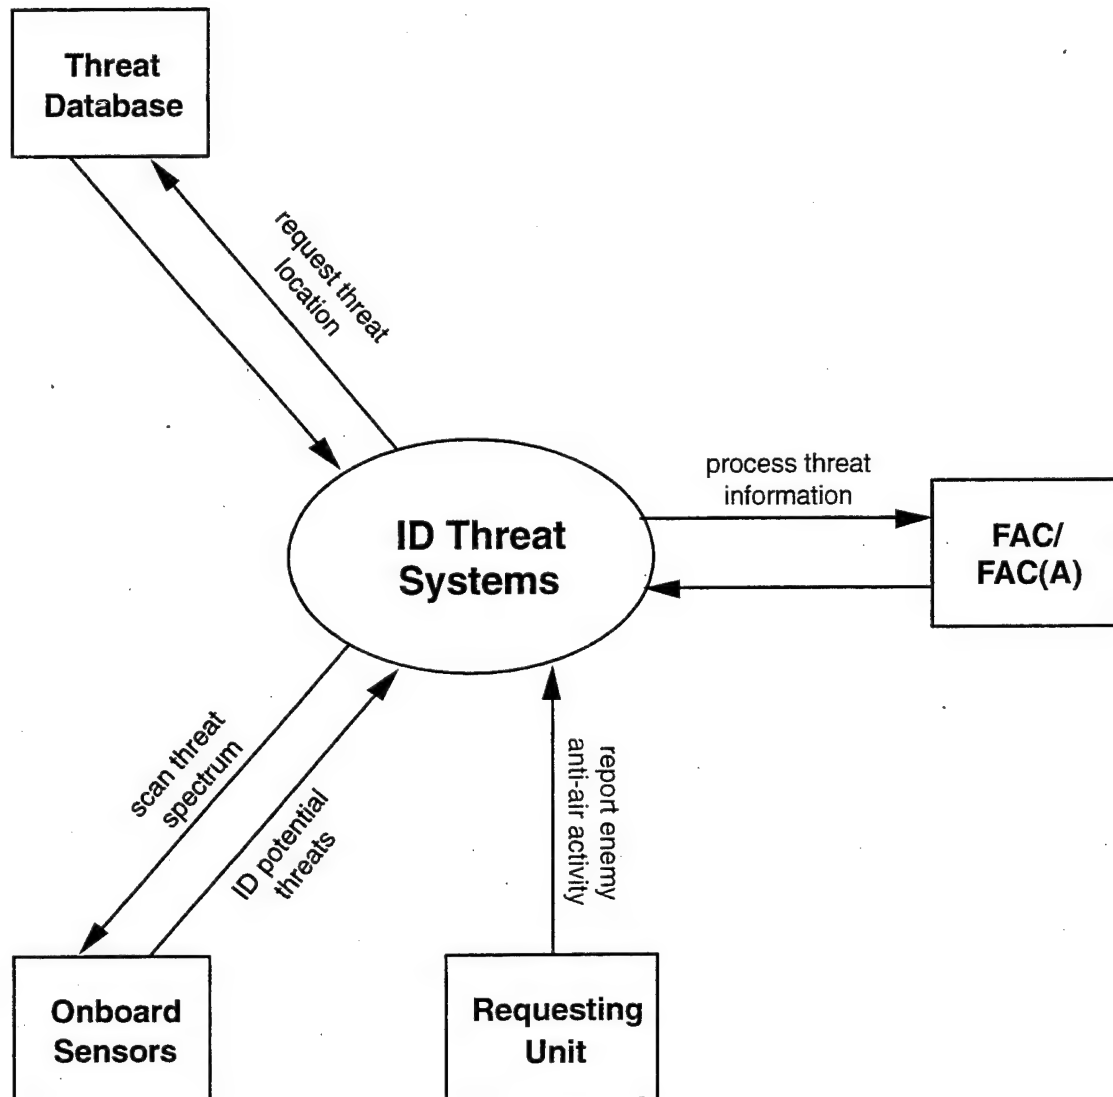 Threat
Database
request threat
location
process threat
information
FAC/
FAC(A)
ID Threat
Systems
scan threat
spectrum
ID potential
threats
report enemy
anti-air activity
Onboard
Sensors
Requesting
Unit